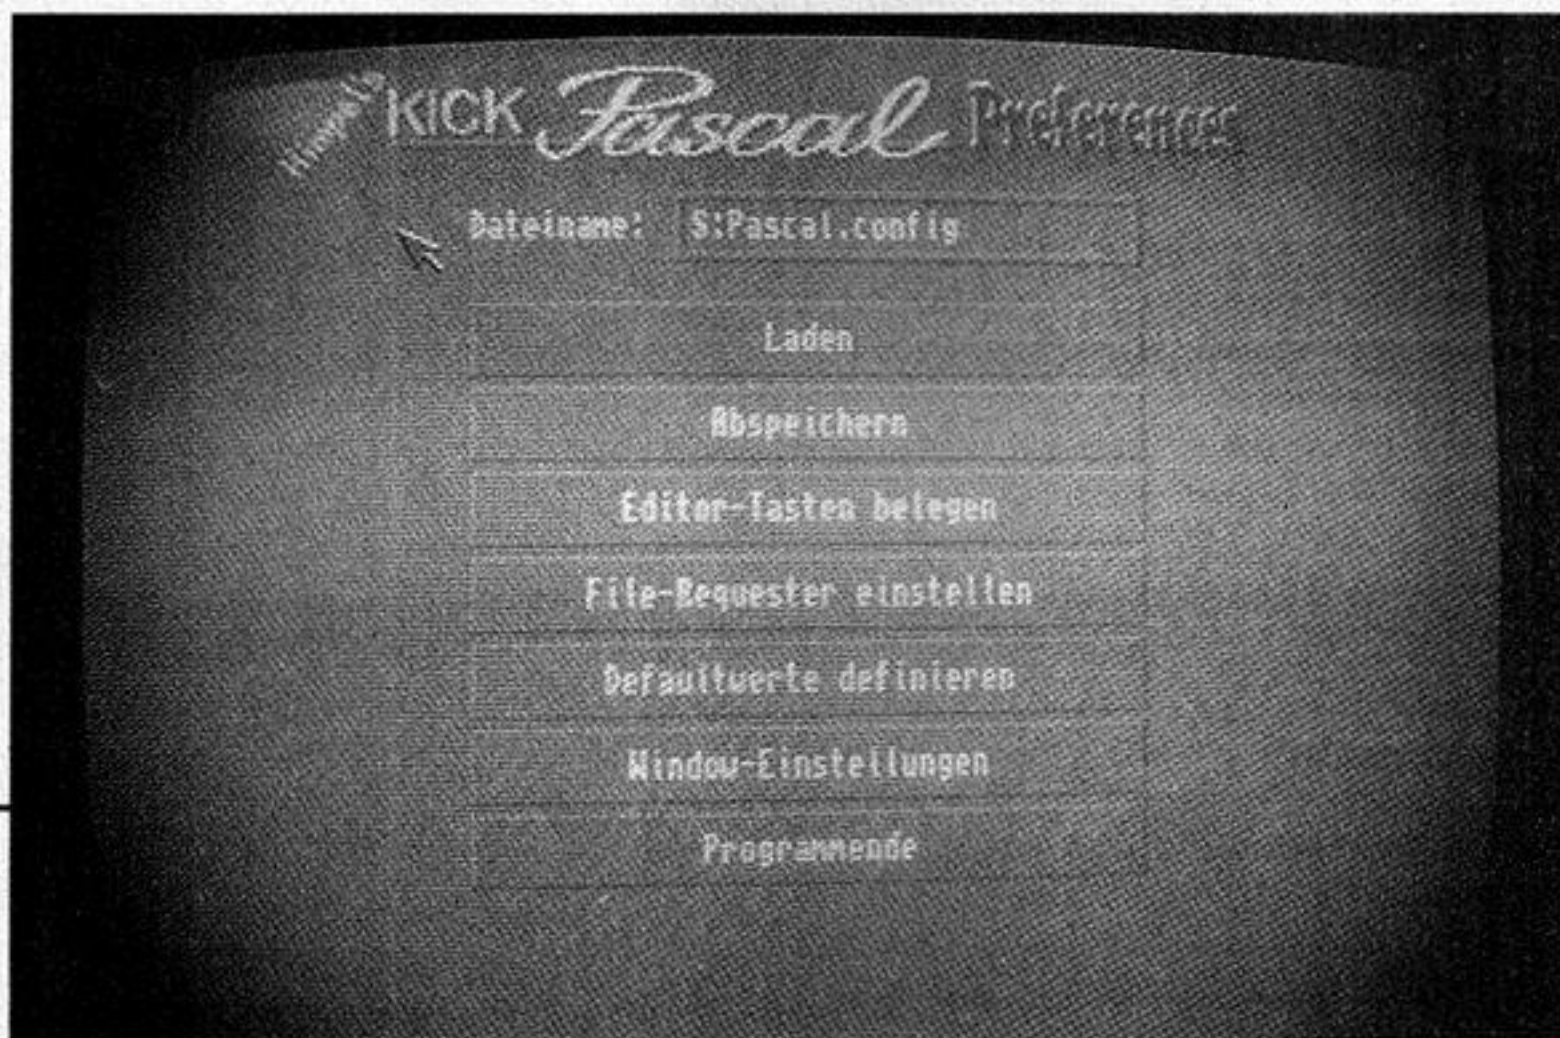 KICK Pascal Preferences
Dateiname: S:Pascal.config
Laden
Abspeichern
Editor-Tasten belegen
File-Requester einstellen
Defaultwerte definieren
Window-Einstellungen
Programmende